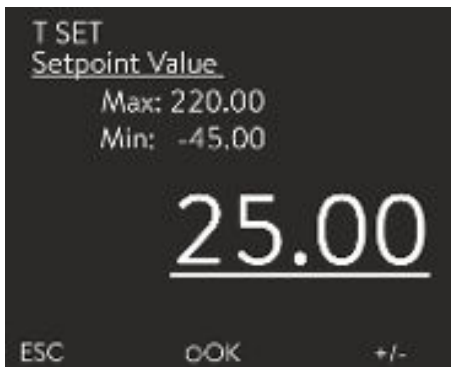 T SET
Setpoint Value
Max: 220.00
Min: -45.00
25.00
ESC OK +/-